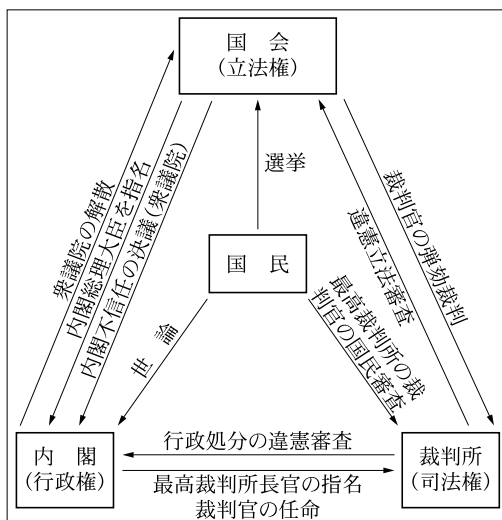 国　会
（立法権）
衆議院の解散
内閣総理大臣を指名
内閣不信任の決議（衆議院）
選挙
裁判官の弾劾裁判
違憲立法審査
国　民
世　論
最高裁判所の裁
判官の国民審査
内　閣
（行政権）
行政処分の違憲審査
最高裁判所長官の指名
裁判官の任命
裁判所
（司法権）